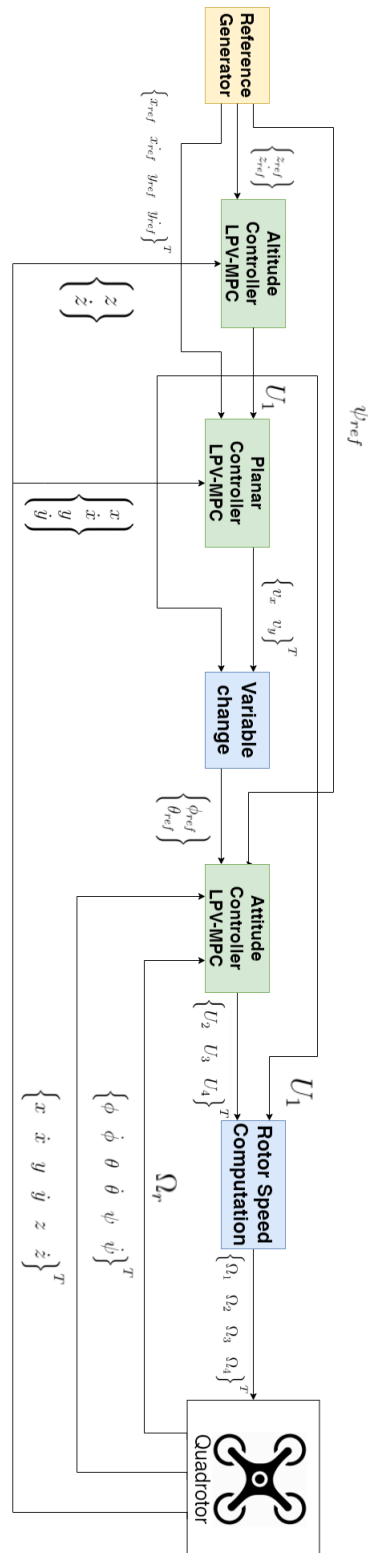 Reference
Generator
ψ_ref
{z_ref
ż_ref}
{x_ref ẋ_ref y_ref ẏ_ref}^T
Altitude
Controller
LPV-MPC
{z
ż}
U_1
Planar
Controller
LPV-MPC
{x
ẋ
y
ẏ}
{v_x v_y}^T
Variable
change
{ϕ_ref
θ_ref}
Attitude
Controller
LPV-MPC
{U_2 U_3 U_4}^T
U_1
Rotor Speed
Computation
{Ω_1 Ω_2 Ω_3 Ω_4}^T
Quadrotor
Ω_r
{ϕ ϕ̇ θ θ̇ ψ ψ̇}^T
{x ẋ y ẏ z ż}^T